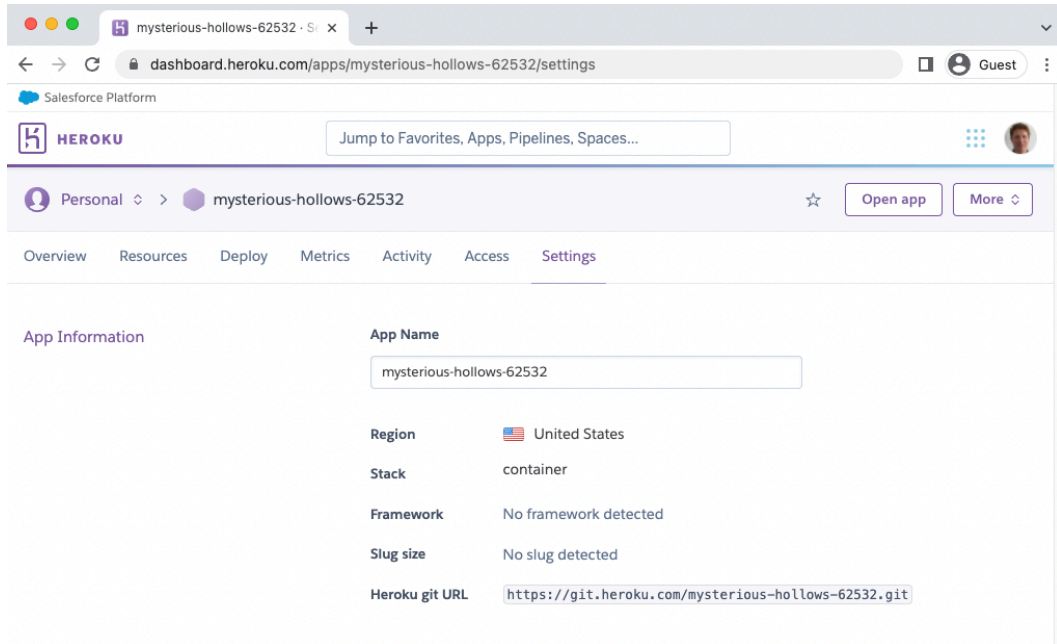 mysterious-hollows-62532 · S
dashboard.heroku.com/apps/mysterious-hollows-62532/settings
Guest
Salesforce Platform
HEROKU
Jump to Favorites, Apps, Pipelines, Spaces...
Personal
mysterious-hollows-62532
Open app
More
Overview Resources Deploy Metrics Activity Access Settings
App Information
App Name
mysterious-hollows-62532
Region United States
Stack container
Framework No framework detected
Slug size No slug detected
Heroku git URL https://git.heroku.com/mysterious-hollows-62532.git